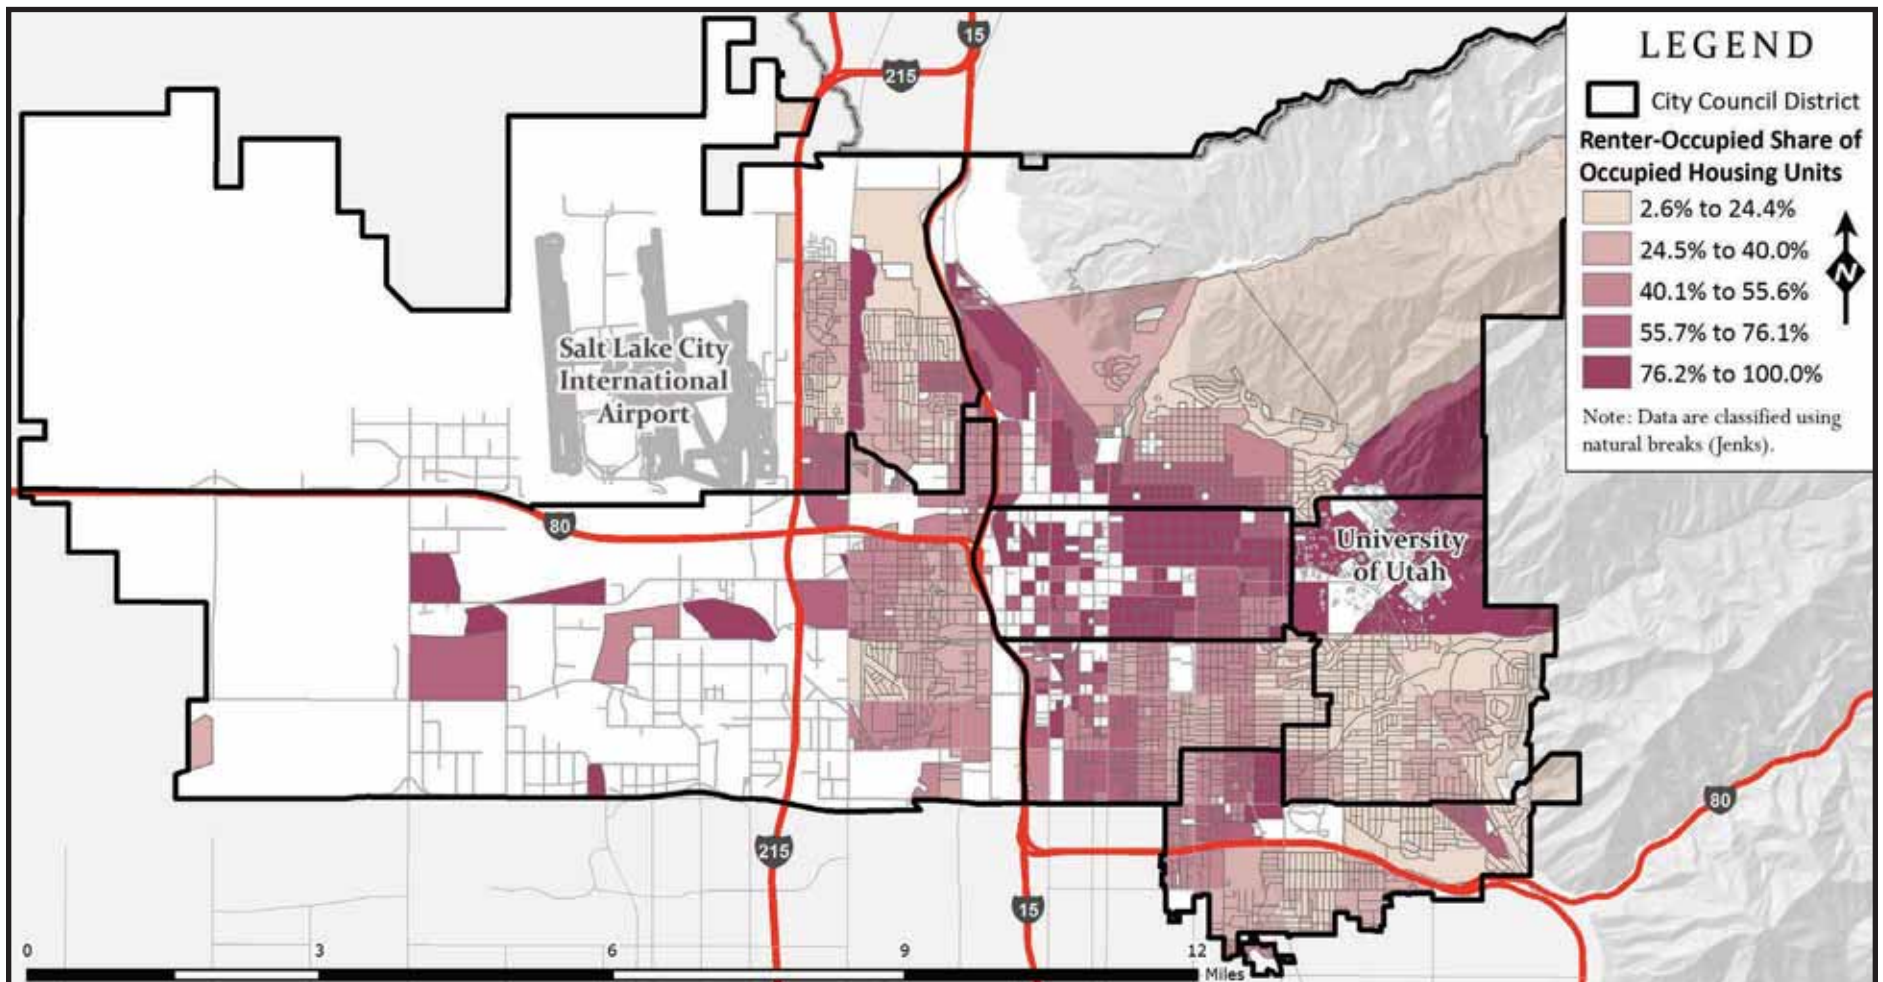 15
215
LEGEND
City Council District
Renter-Occupied Share of
Occupied Housing Units
2.6% to 24.4%
24.5% to 40.0%
40.1% to 55.6%
55.7% to 76.1%
76.2% to 100.0%
N
Note: Data are classified using
natural breaks (Jenks).
Salt Lake City
International
Airport
80
University
of Utah
80
215
15
0 3 6 9 12
Miles